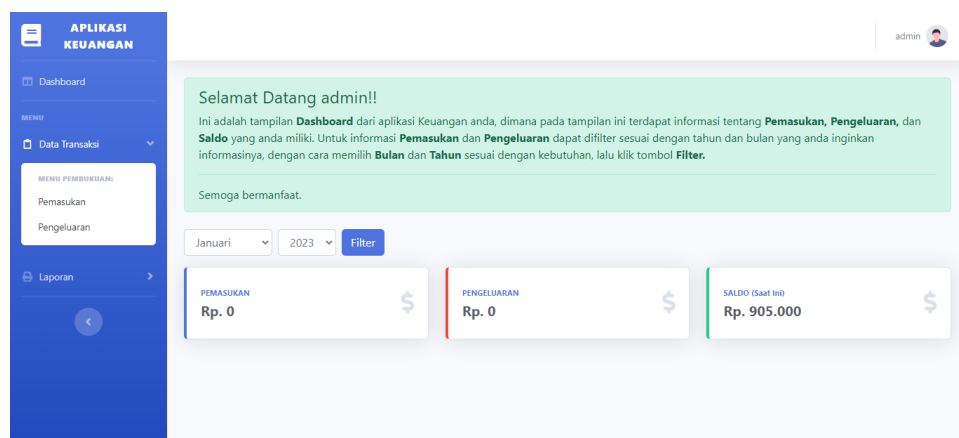 APLIKASI
KEUANGAN
admin
Dashboard
MENU
Data Transaksi
MENU PEMBUKUAN:
Pemasukan
Pengeluaran
Laporan
Selamat Datang admin!!
Ini adalah tampilan Dashboard dari aplikasi Keuangan anda, dimana pada tampilan ini terdapat informasi tentang Pemasukan, Pengeluaran, dan
Saldo yang anda miliki. Untuk informasi Pemasukan dan Pengeluaran dapat difilter sesuai dengan tahun dan bulan yang anda inginkan
informasinya, dengan cara memilih Bulan dan Tahun sesuai dengan kebutuhan, lalu klik tombol Filter.
Semoga bermanfaat.
Januari 2023 Filter
PEMASUKAN
Rp. 0
$
PENGELUARAN
Rp. 0
$
SALDO (Saat Ini)
Rp. 905.000
$